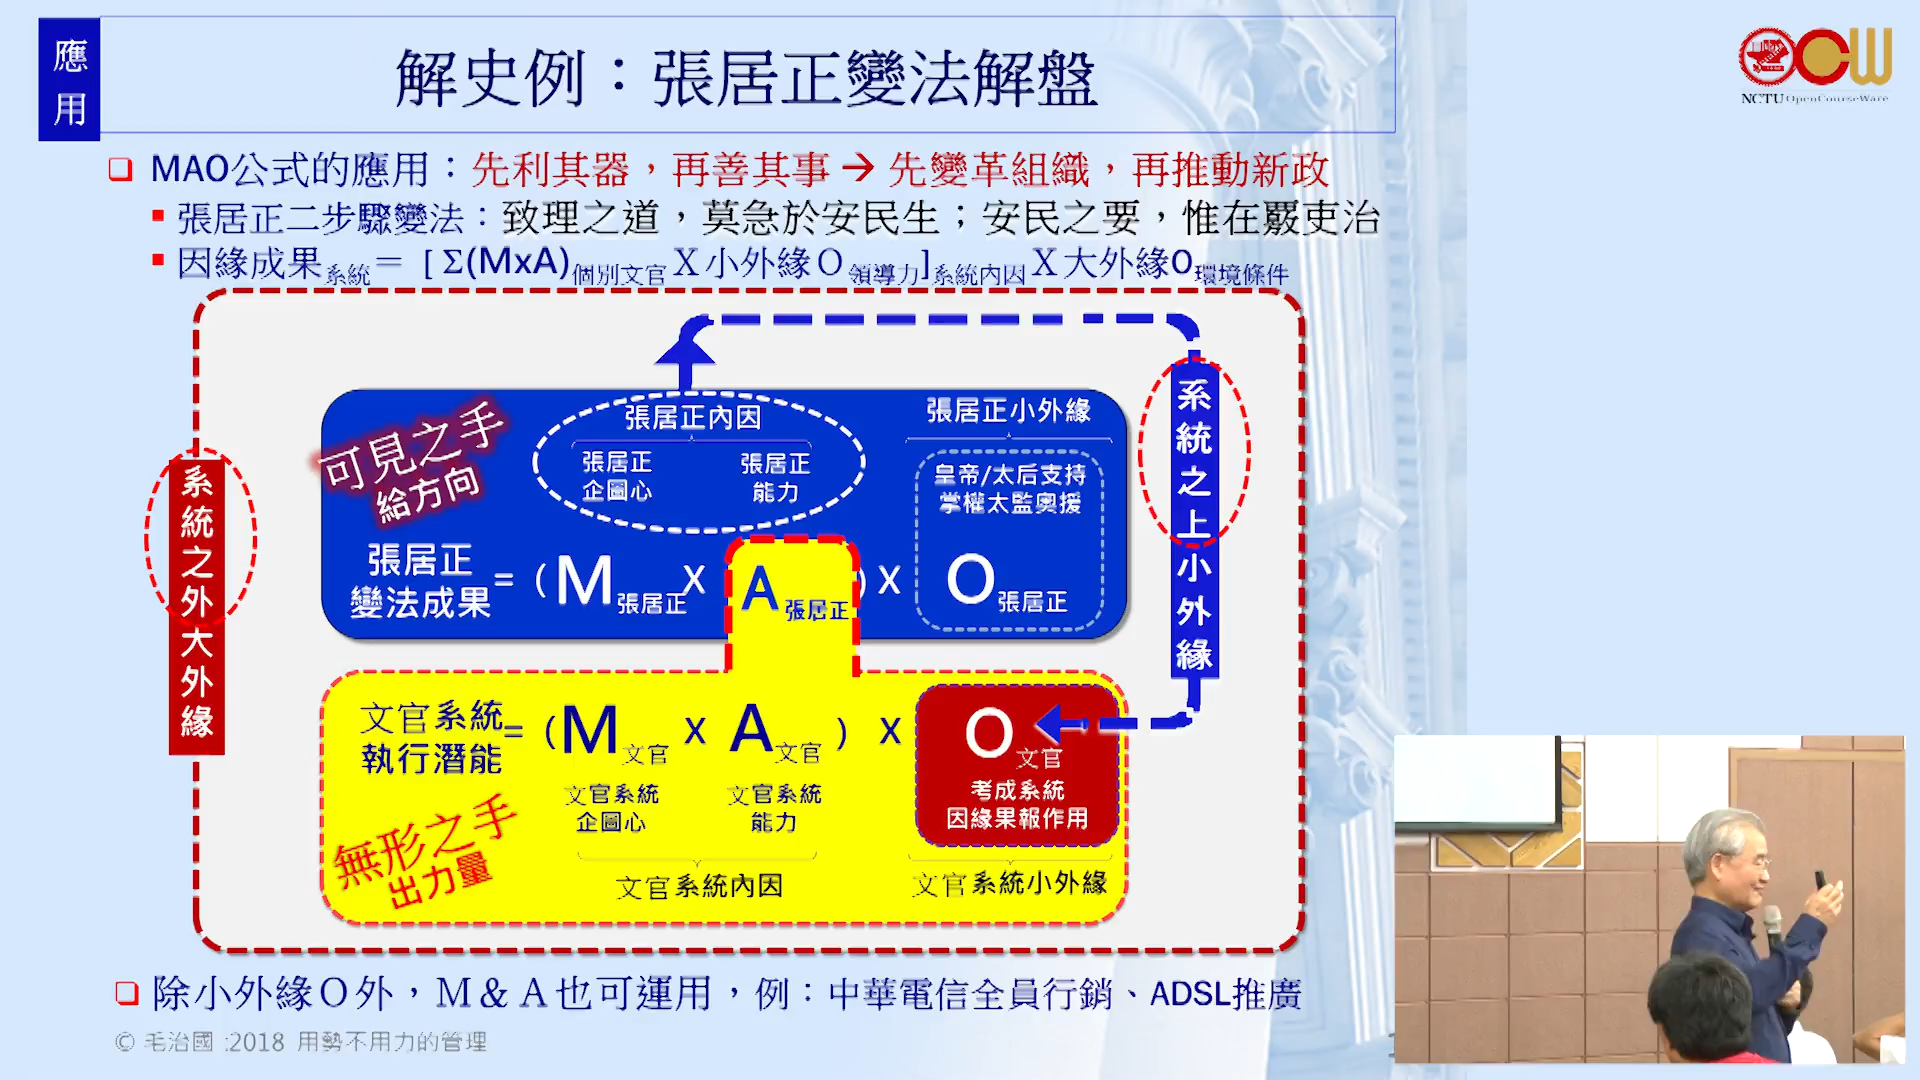 應用
解史例：張居正變法解盤
NCTU OpenCourseWare
MAO公式的應用：先利其器，再善其事→先變革組織，再推動新政
張居正二步驟變法：致理之道，莫急於安民生；安民之要，惟在覈吏治
因緣成果系統＝ [ Σ(MxA)個別文官Ｘ小外緣Ｏ領導力]系統內因Ｘ大外緣O環境條件
系統之外大外緣
系統之上小外緣
可見之手
給方向
張居正內因
張居正小外緣
張居正
企圖心
張居正
能力
皇帝/太后支持
掌權太監奧援
張居正
變法成果
= (M張居正 X A張居正) X O張居正
文官系統
執行潛能
= (M文官 X A文官) X O文官
文官系統
企圖心
文官系統
能力
考成系統
因緣果報作用
無形之手
出力量
文官系統內因
文官系統小外緣
除小外緣Ｏ外，Ｍ＆Ａ也可運用，例：中華電信全員行銷、ADSL推廣
© 毛治國 :2018 用勢不用力的管理